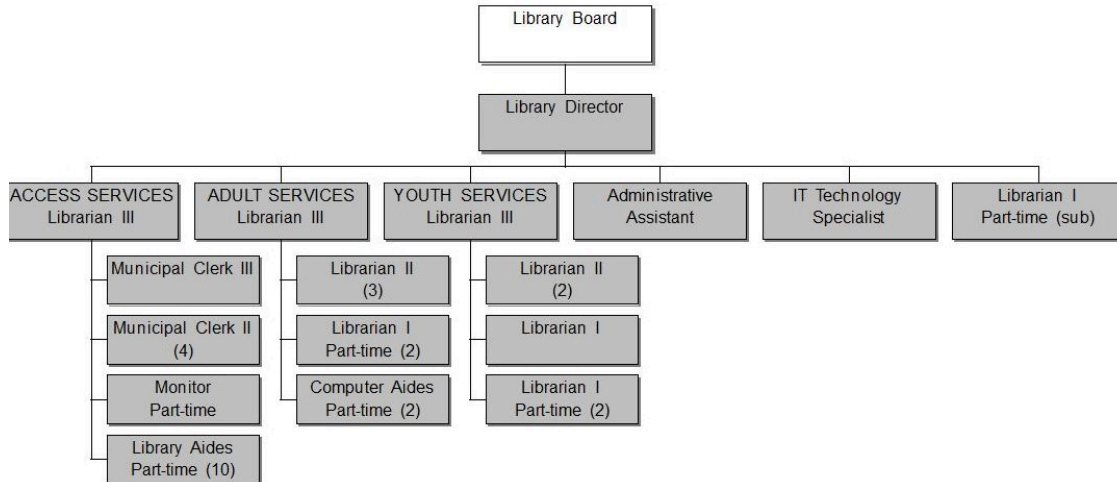 Library Board
Library Director
ACCESS SERVICES
Librarian III
ADULT SERVICES
Librarian III
YOUTH SERVICES
Librarian III
Administrative
Assistant
IT Technology
Specialist
Librarian I
Part-time (sub)
Municipal Clerk III
Municipal Clerk II
(4)
Monitor
Part-time
Library Aides
Part-time (10)
Librarian II
(3)
Librarian I
Part-time (2)
Computer Aides
Part-time (2)
Librarian II
(2)
Librarian I
Librarian I
Part-time (2)